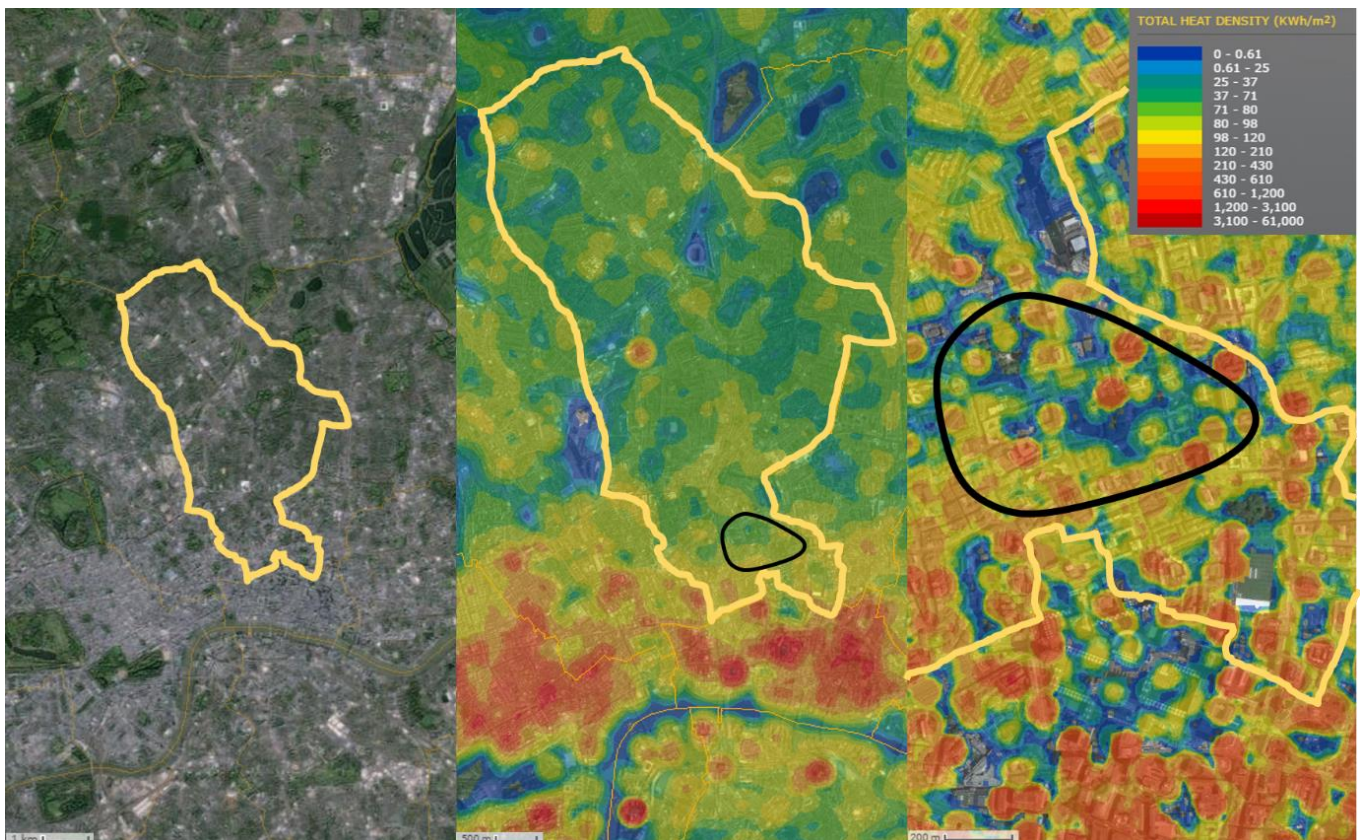 TOTAL HEAT DENSITY (KWh/m²)
0 - 0.61
0.61 - 25
25 - 37
37 - 71
71 - 80
80 - 98
98 - 120
120 - 210
210 - 430
430 - 610
610 - 1,200
1,200 - 3,100
3,100 - 61,000
1 km
500 m
200 m